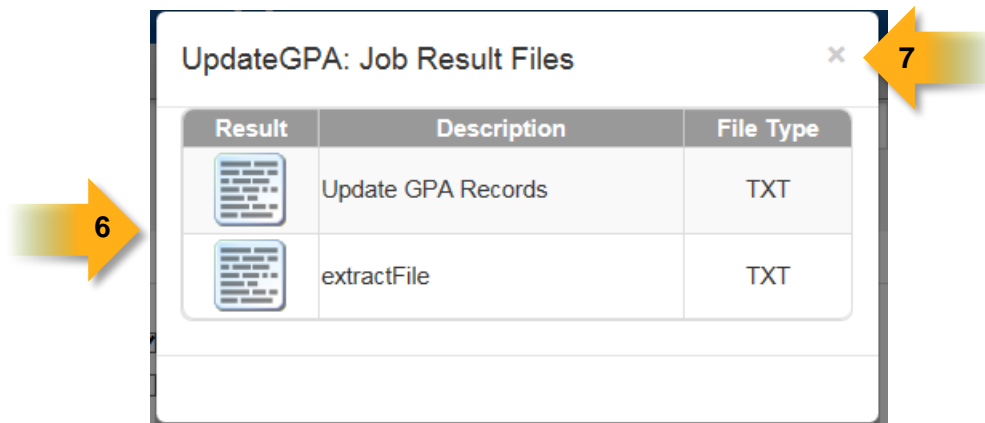 UpdateGPA: Job Result Files ×
7
Result Description File Type
Update GPA Records TXT
6
extractFile TXT